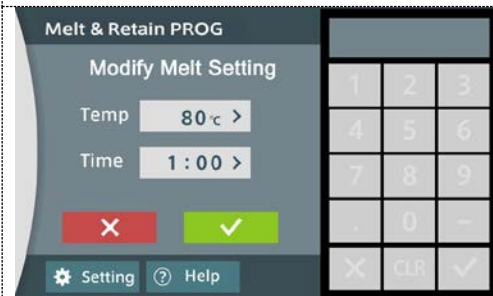 Melt & Retain PROG
Modify Melt Setting
Temp 80℃ >
Time 1:00 >
✕ ✓
Setting ? Help
1 2 3
4 5 6
7 8 9
. 0 –
✕ CLR ✓